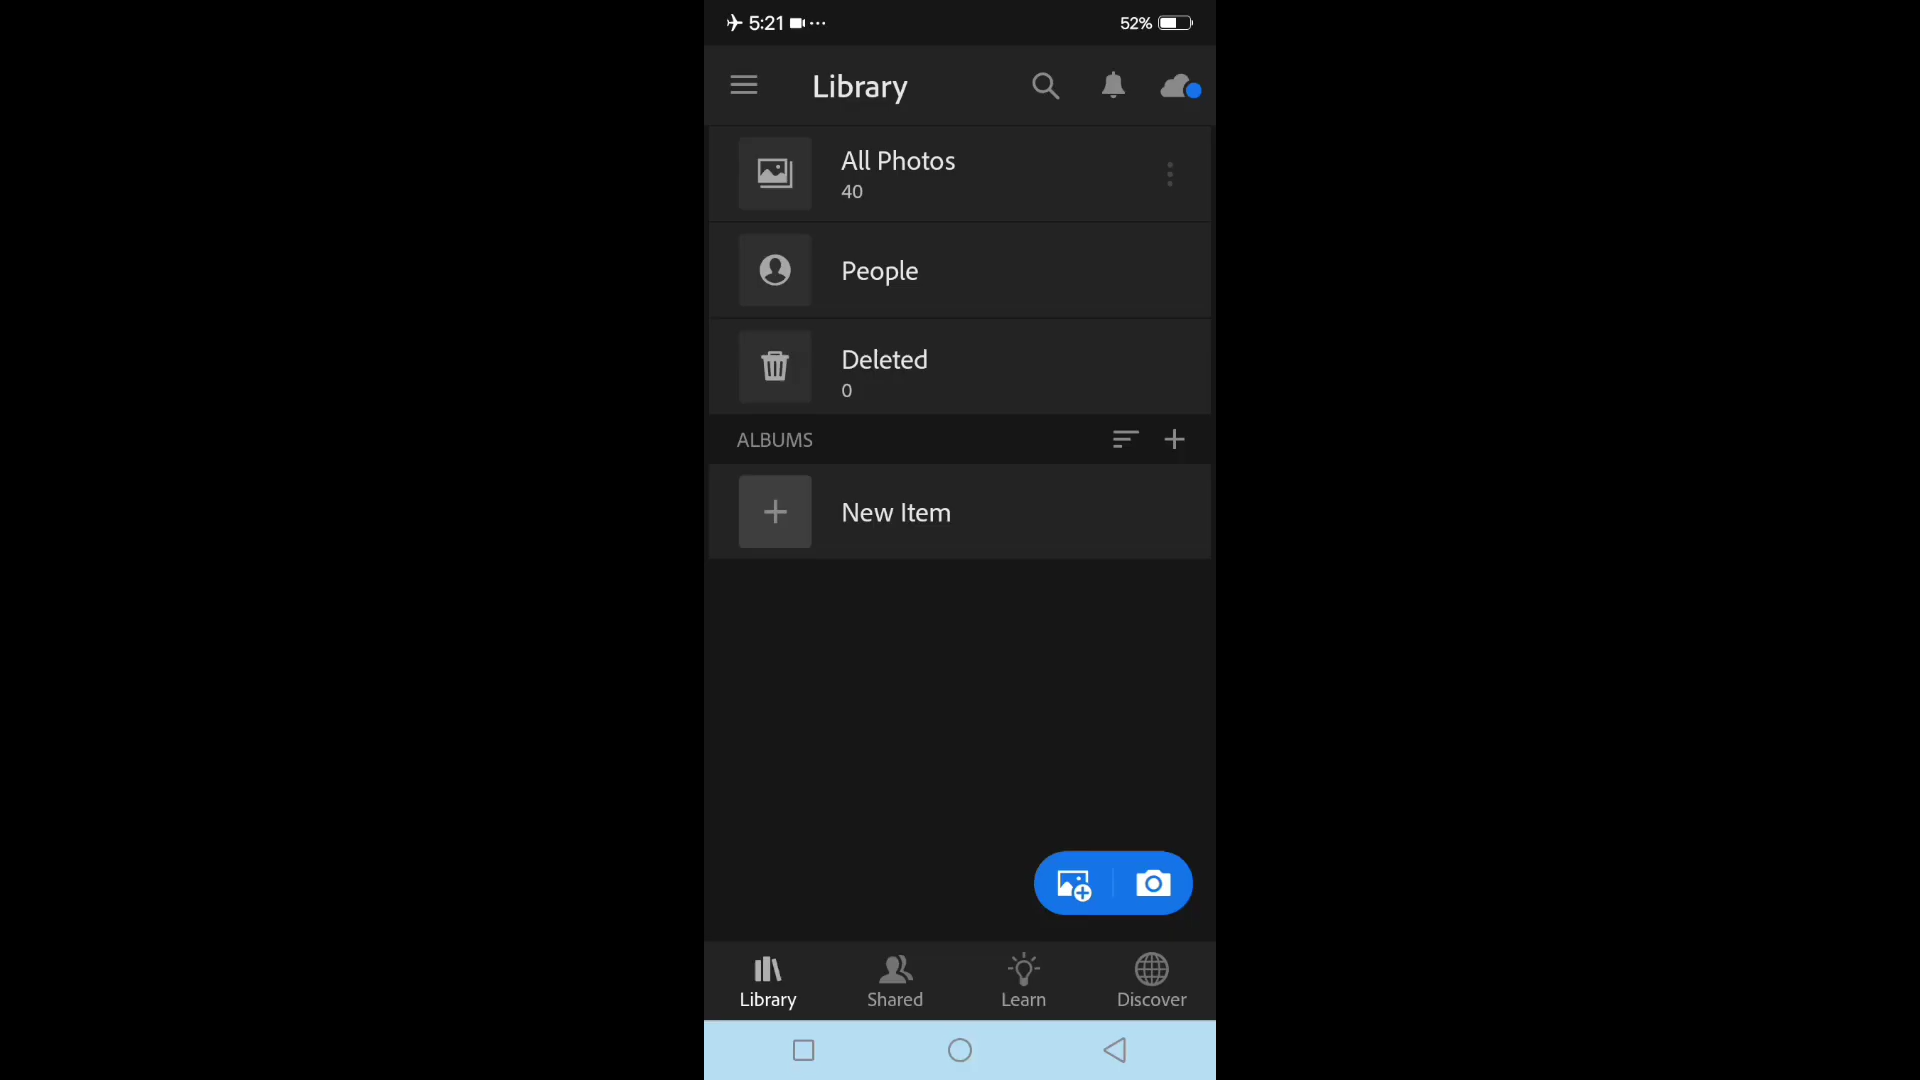 5:21
52%
Library
All Photos
40
People
Deleted
0
ALBUMS
New Item
Library
Shared
Learn
Discover